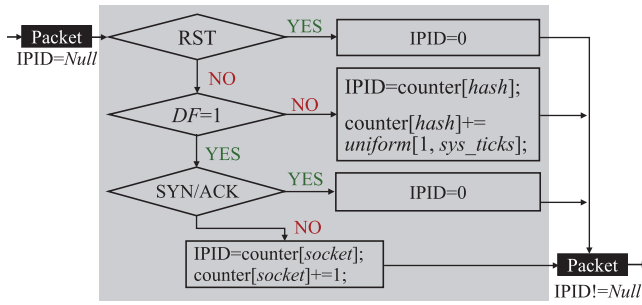 Packet
IPID=Null
RST
YES
IPID=0
NO
DF=1
NO
IPID=counter[hash];
counter[hash]+=
uniform[1, sys_ticks];
YES
SYN/ACK
YES
IPID=0
NO
IPID=counter[socket];
counter[socket]+=1;
Packet
IPID!=Null